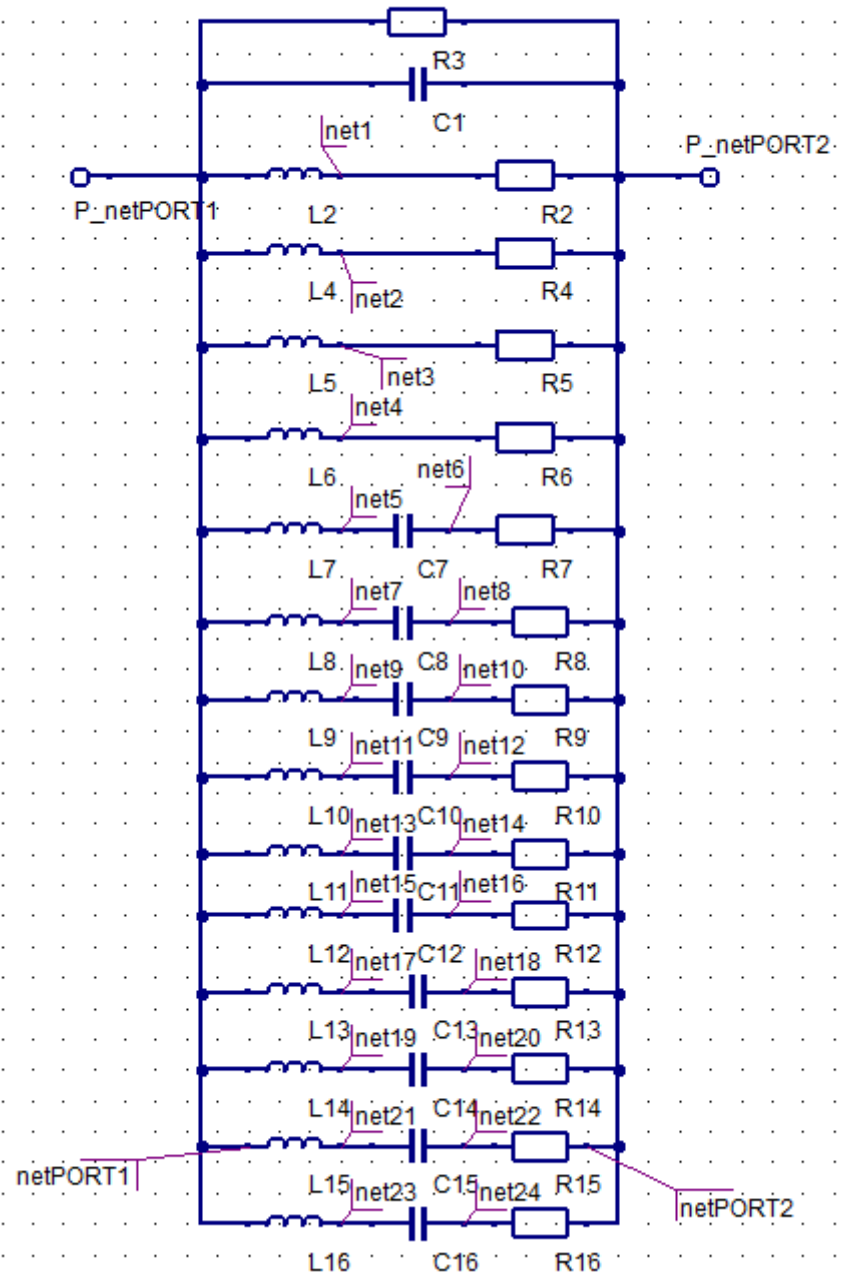 R3
C1
net1
P_netPORT2
P_netPORT1
L2 R2
L4 net2 R4
net3
L5 R5
net4
L6 net6 R6
net5
L7 C7 R7
net7 net8
L8 C8 R8
net9 net10
L9 C9 R9
net11 net12
L10 C10 R10
net13 net14
L11 C11 R11
net15 net16
L12 C12 R12
net17 net18
L13 C13 R13
net19 net20
L14 C14 R14
net21 net22
netPORT1
L15 C15 R15
net23 net24
netPORT2
L16 C16 R16